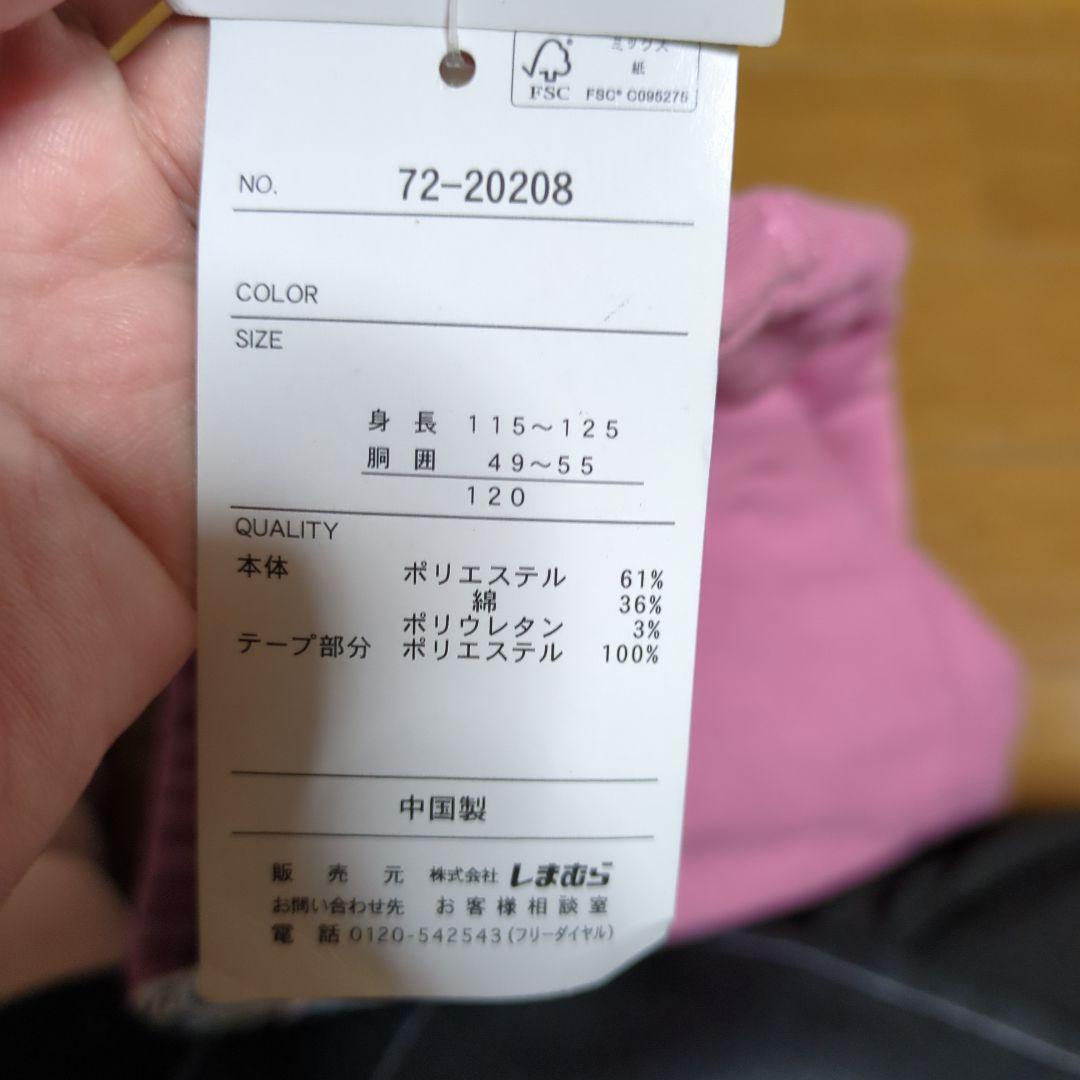 ミックス
紙
FSC
FSC® C095275
NO. 72-20208
COLOR
SIZE
身長 115～125
胴囲 49～55
120
QUALITY
本体 ポリエステル 61%
綿 36%
ポリウレタン 3%
テープ部分 ポリエステル 100%
中国製
販売元 株式会社 しまむら
お問い合わせ先 お客様相談室
電話 0120-542543(フリーダイヤル)